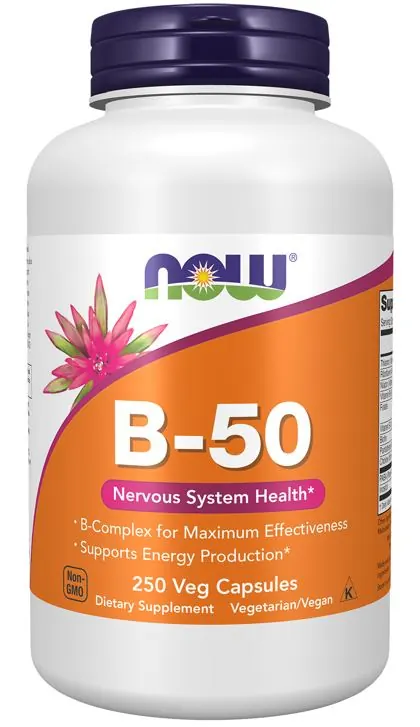 NOW®
B-50
Nervous System Health*
· B-Complex for Maximum Effectiveness
· Supports Energy Production*
Non-
GMO
250 Veg Capsules
Dietary Supplement Vegetarian/Vegan
K